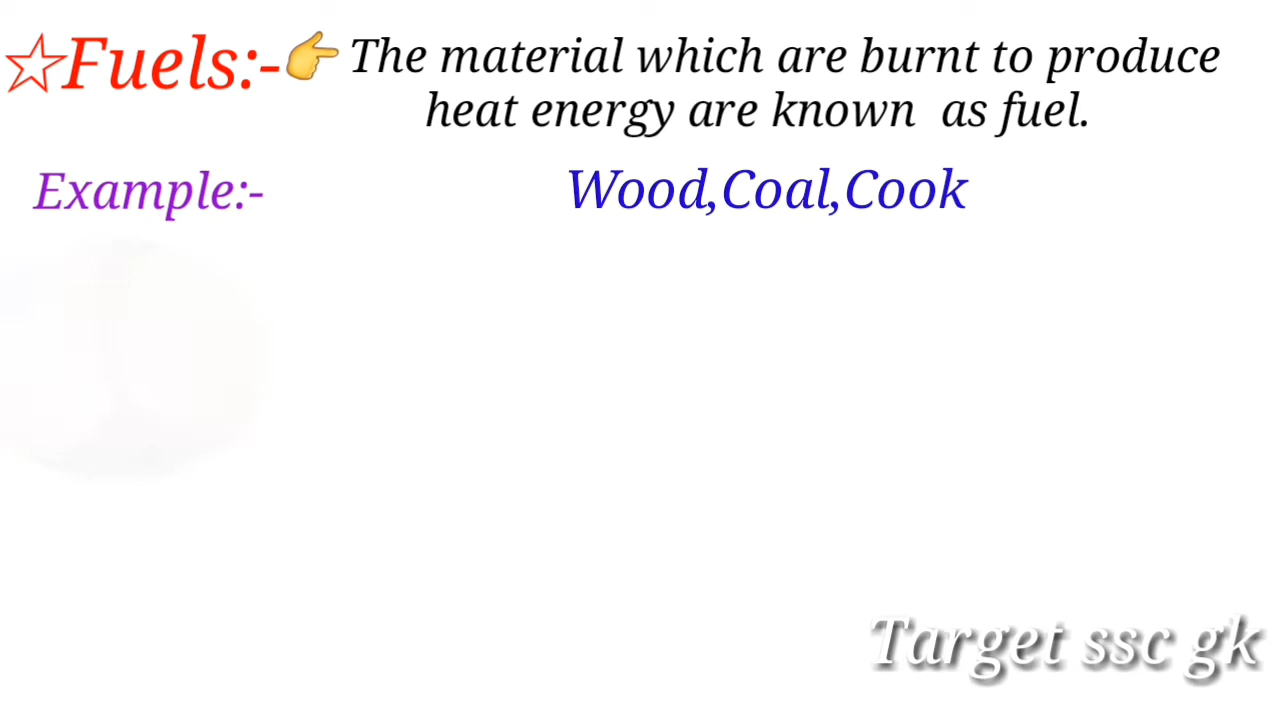 ☆Fuels:-👉 The material which are burnt to produce
heat energy are known as fuel.
Example:- Wood,Coal,Cook
Target ssc gk